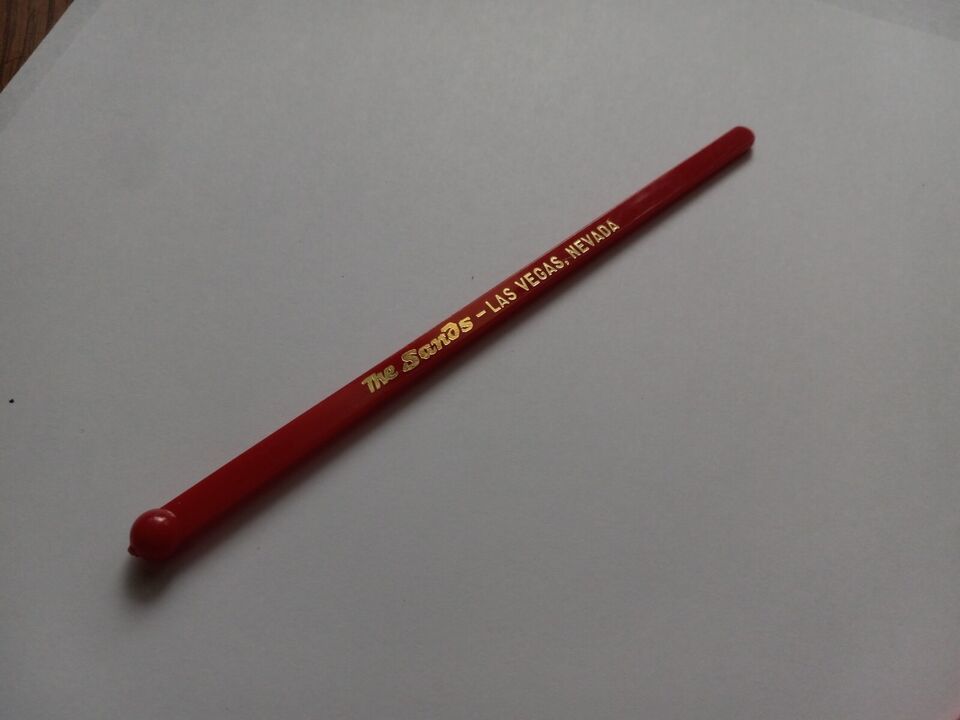 The Sands - LAS VEGAS, NEVADA